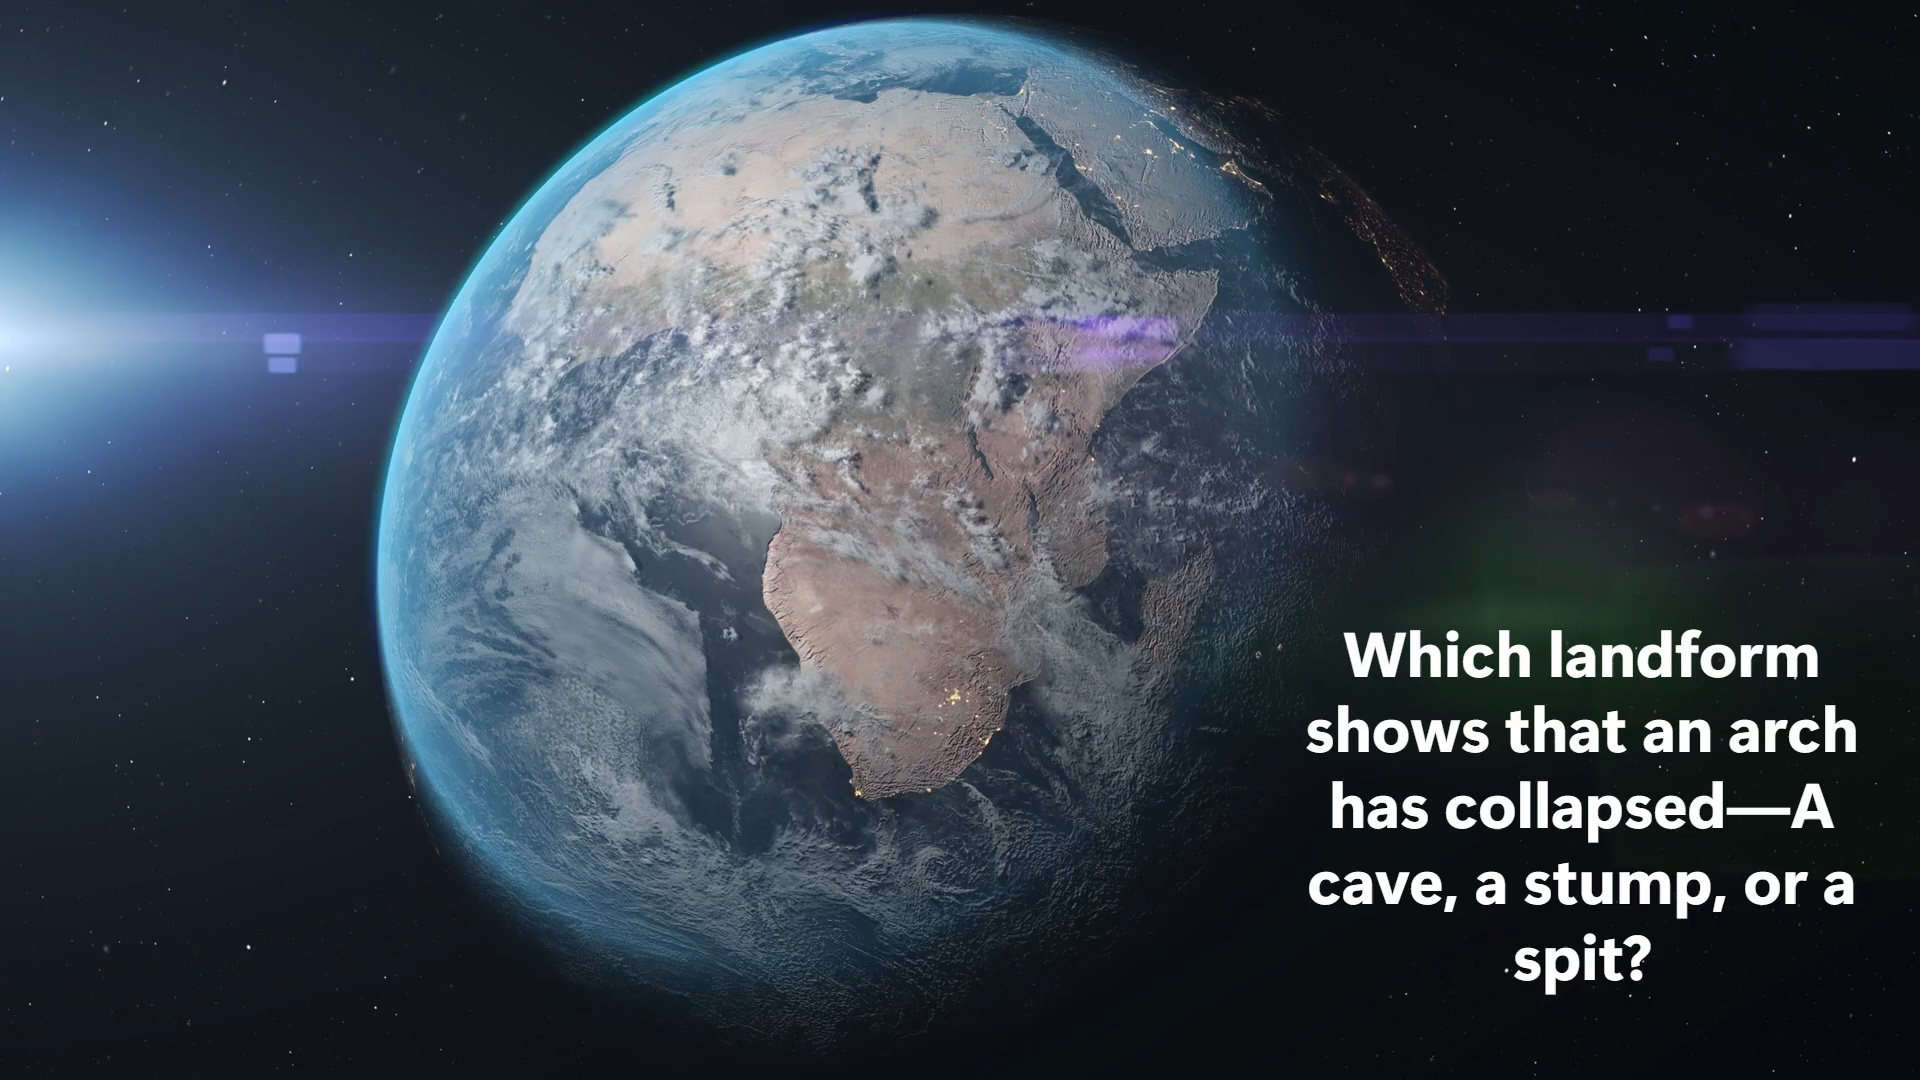 Which landform
shows that an arch
has collapsed—A
cave, a stump, or a
spit?